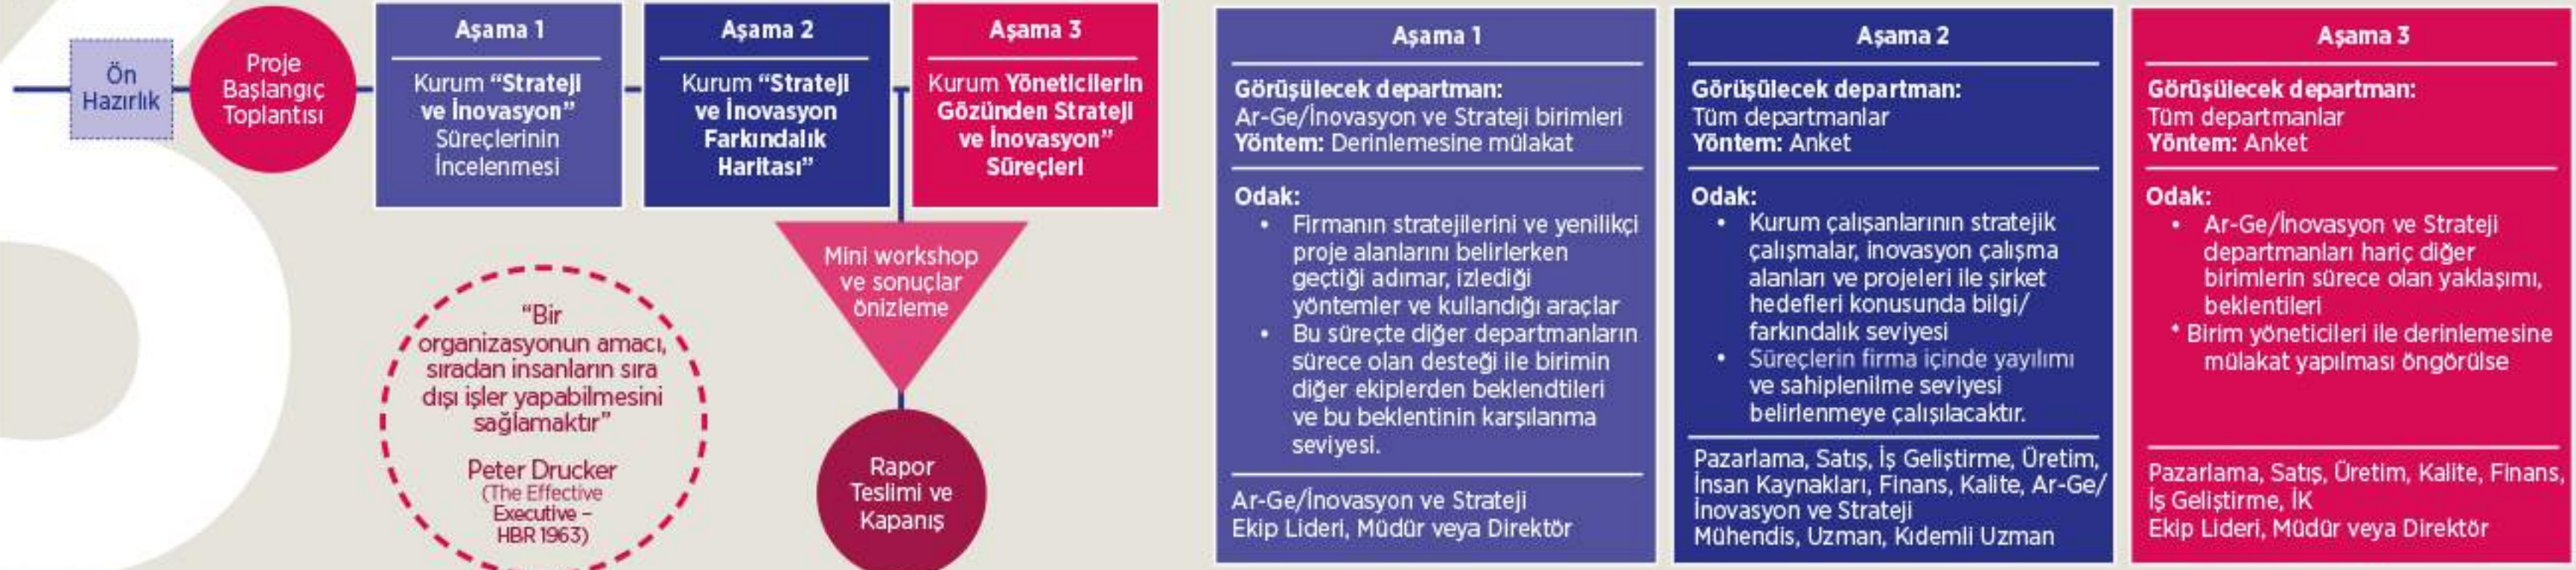 Ön
Hazırlık
Proje
Başlangıç
Toplantısı
Aşama 1
Kurum “Strateji
ve İnovasyon”
Süreçlerinin
İncelenmesi
Aşama 2
Kurum “Strateji
ve İnovasyon
Farkındalık
Haritası”
Aşama 3
Kurum Yöneticilerin
Gözünden Strateji
ve İnovasyon”
Süreçleri
Mini workshop
ve sonuçlar
önizleme
Rapor
Teslimi ve
Kapanış
“Bir
organizasyonun amacı,
sıradan insanların sıra
dışı işler yapabilmesini
sağlamaktır”
Peter Drucker
(The Effective
Executive –
HBR 1963)
Aşama 1
Görüşülecek departman:
Ar-Ge/İnovasyon ve Strateji birimleri
Yöntem: Derinlemesine mülakat
Odak:
• Firmanın stratejilerini ve yenilikçi
proje alanlarını belirlerken
geçtiği adımar, izlediği
yöntemler ve kullandığı araçlar
• Bu süreçte diğer departmanların
sürece olan desteği ile birimin
diğer ekiplerden beklendtileri
ve bu beklentinin karşılanma
seviyesi.
Ar-Ge/İnovasyon ve Strateji
Ekip Lideri, Müdür veya Direktör
Aşama 2
Görüşülecek departman:
Tüm departmanlar
Yöntem: Anket
Odak:
• Kurum çalışanlarının stratejik
çalışmalar, inovasyon çalışma
alanları ve projeleri ile şirket
hedefleri konusunda bilgi/
farkındalık seviyesi
• Süreçlerin firma içinde yayılımı
ve sahiplenilme seviyesi
belirlenmeye çalışılacaktır.
Pazarlama, Satış, İş Geliştirme, Üretim,
İnsan Kaynakları, Finans, Kalite, Ar-Ge/
İnovasyon ve Strateji
Mühendis, Uzman, Kıdemli Uzman
Aşama 3
Görüşülecek departman:
Tüm departmanlar
Yöntem: Anket
Odak:
• Ar-Ge/İnovasyon ve Strateji
departmanları hariç diğer
birimlerin sürece olan yaklaşımı,
beklentileri
* Birim yöneticileri ile derinlemesine
mülakat yapılması öngörülse
Pazarlama, Satış, Üretim, Kalite, Finans,
İş Geliştirme, İK
Ekip Lideri, Müdür veya Direktör